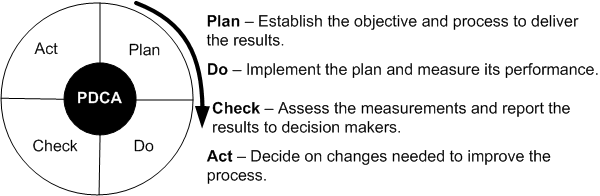 Act
Plan
PDCA
Check
Do
Plan – Establish the objective and process to deliver
the results.
Do – Implement the plan and measure its performance.
Check – Assess the measurements and report the
results to decision makers.
Act – Decide on changes needed to improve the
process.